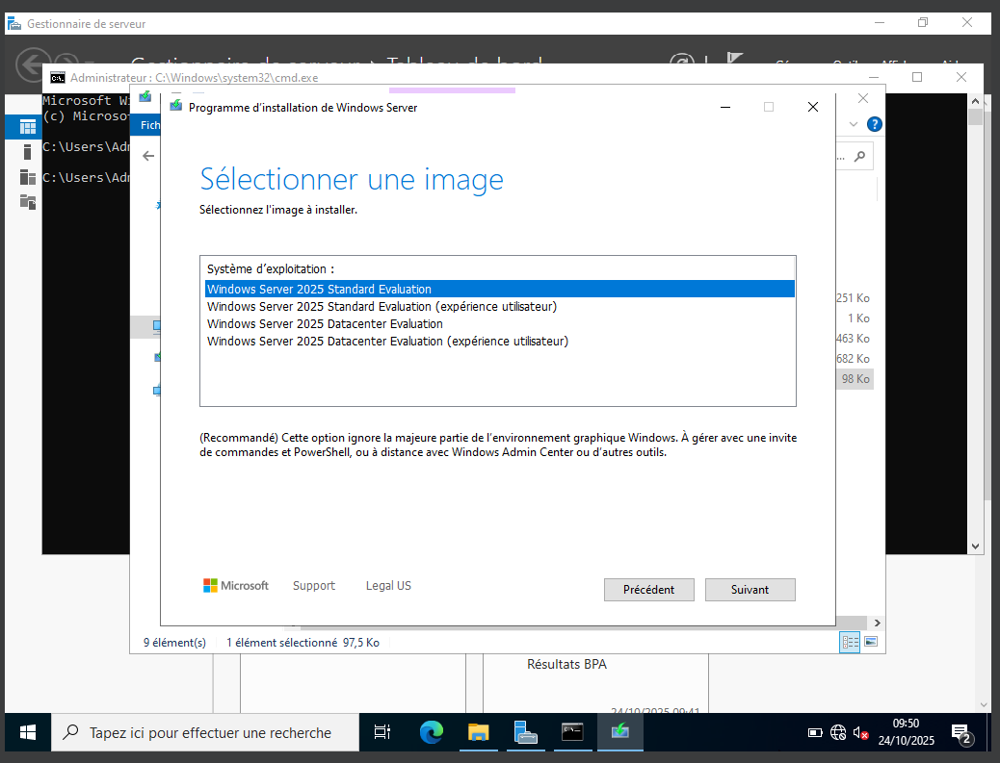 Gestionnaire de serveur
Administrateur : C:\Windows\system32\cmd.exe
Microsoft
(c) Microso
C:\Users\Ad
C:\Users\Ad
Fich
Programme d'installation de Windows Server
Sélectionner une image
Sélectionnez l'image à installer.
Système d'exploitation :
Windows Server 2025 Standard Evaluation
Windows Server 2025 Standard Evaluation (expérience utilisateur)
Windows Server 2025 Datacenter Evaluation
Windows Server 2025 Datacenter Evaluation (expérience utilisateur)
251 Ko
1 Ko
463 Ko
682 Ko
98 Ko
(Recommandé) Cette option ignore la majeure partie de l'environnement graphique Windows. À gérer avec une invite
de commandes et PowerShell, ou à distance avec Windows Admin Center ou d'autres outils.
Microsoft Support Legal US
Précédent Suivant
9 élément(s) 1 élément sélectionné 97,5 Ko
Résultats BPA
24/10/2025 09:41
Tapez ici pour effectuer une recherche
09:50
24/10/2025
2